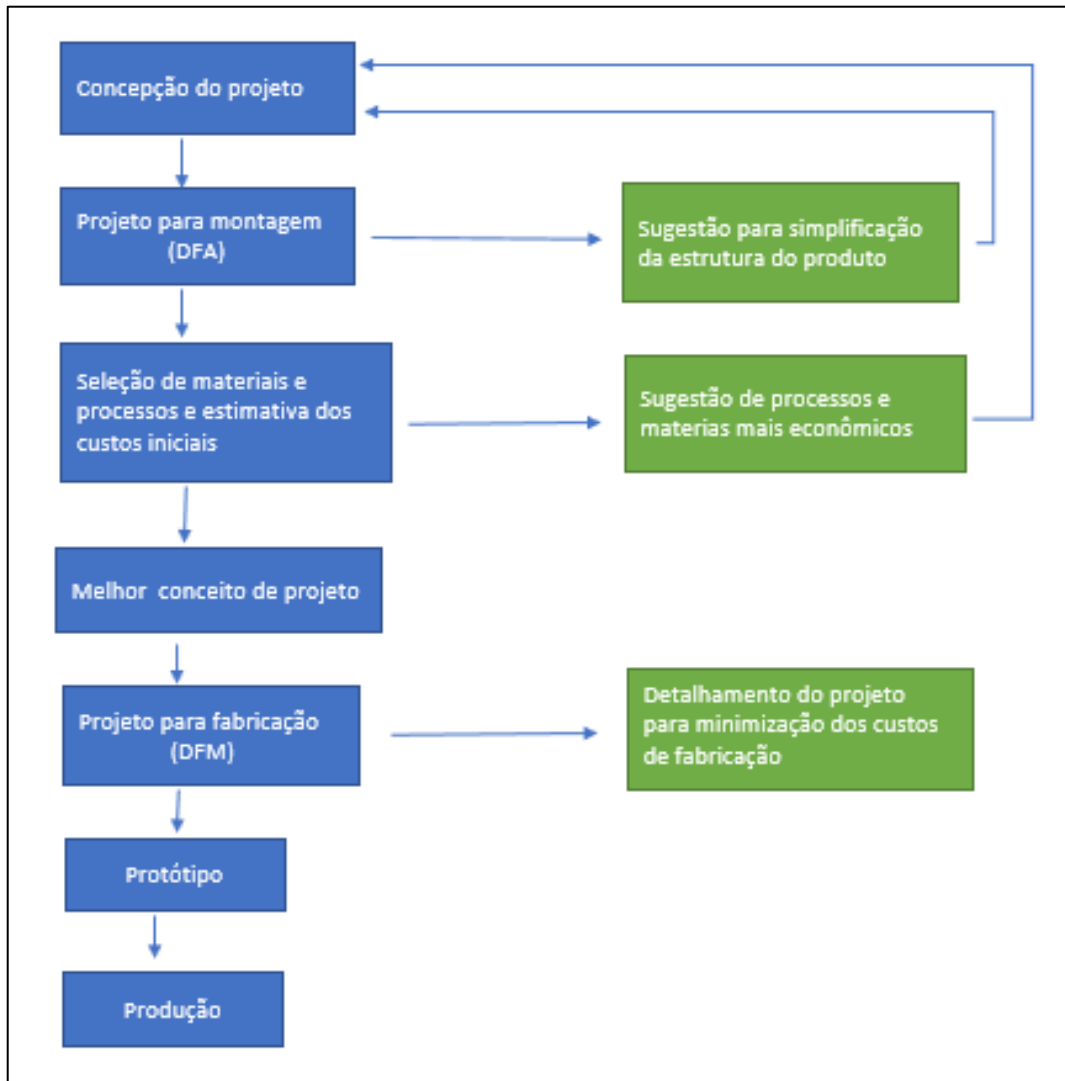 Concepção do projeto
Projeto para montagem
(DFA)
Sugestão para simplificação
da estrutura do produto
Seleção de materiais e
processos e estimativa dos
custos iniciais
Sugestão de processos e
materias mais econômicos
Melhor conceito de projeto
Projeto para fabricação
(DFM)
Detalhamento do projeto
para minimização dos custos
de fabricação
Protótipo
Produção